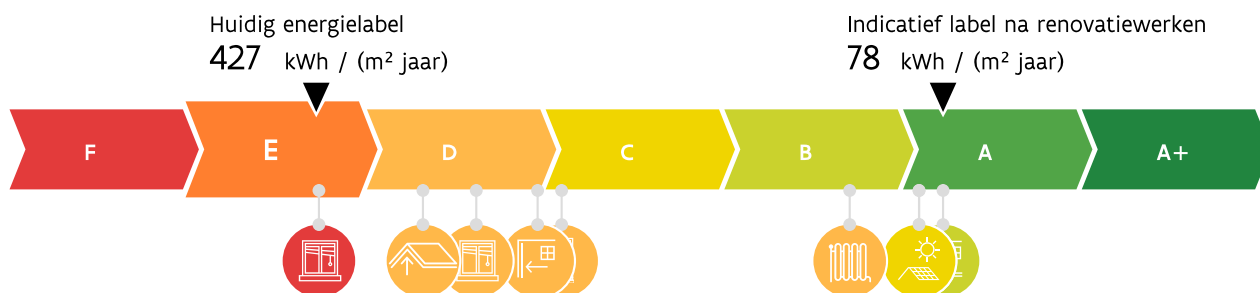 Huidig energielabel
427 kWh / (m² jaar)
Indicatief label na renovatiewerken
78 kWh / (m² jaar)
F E D C B A A+